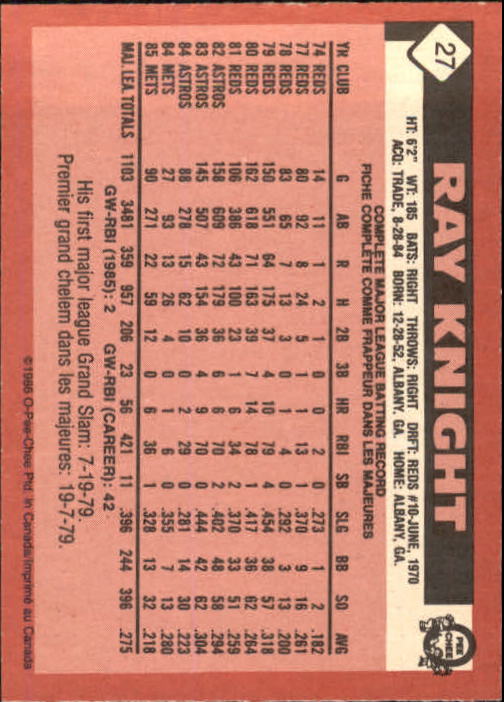 27
RAY KNIGHT
O PEE CHEE
HT: 6'2" WT: 185 BATS: RIGHT THROWS: RIGHT DRFT: REDS #10-JUNE, 1970
ACQ: TRADE, 8-28-84 BORN: 12-28-52, ALBANY, GA. HOME: ALBANY, GA.
COMPLETE MAJOR LEAGUE BATTING RECORD
FICHE COMPLÈTE COMME FRAPPEUR DANS LES MAJEURES
YR CLUB G AB R H 2B 3B HR RBI SB SLG BB SO AVG
74 REDS 14 11 1 2 1 0 0 2 0 .273 1 2 .182
77 REDS 80 92 8 24 5 1 1 13 1 .370 9 16 .261
78 REDS 83 65 7 13 3 0 1 4 0 .292 3 13 .200
79 REDS 150 551 64 175 37 4 10 79 4 .454 38 57 .318
80 REDS 162 618 71 163 39 7 14 78 1 .417 36 62 .264
81 REDS 106 386 43 100 23 1 6 34 2 .370 33 51 .259
82 ASTROS 158 609 72 179 36 6 6 70 2 .402 48 58 .294
83 ASTROS 145 507 43 154 36 4 9 70 0 .444 42 62 .304
84 ASTROS 88 278 15 62 10 0 2 29 0 .281 14 30 .223
84 METS 27 93 13 26 4 0 1 6 0 .355 7 13 .280
85 METS 90 271 22 59 12 0 6 36 1 .328 13 32 .218
MAJ. LEA. TOTALS 1103 3481 359 957 206 23 56 421 11 .396 244 396 .275
GW-RBI (1985): 2 GW-RBI (CAREER): 42
His first major league Grand Slam: 7-19-79.
Premier grand chelem dans les majeures: 19-7-79.
©1986 O-Pee-Chee Ptd. in Canada/Imprimé au Canada